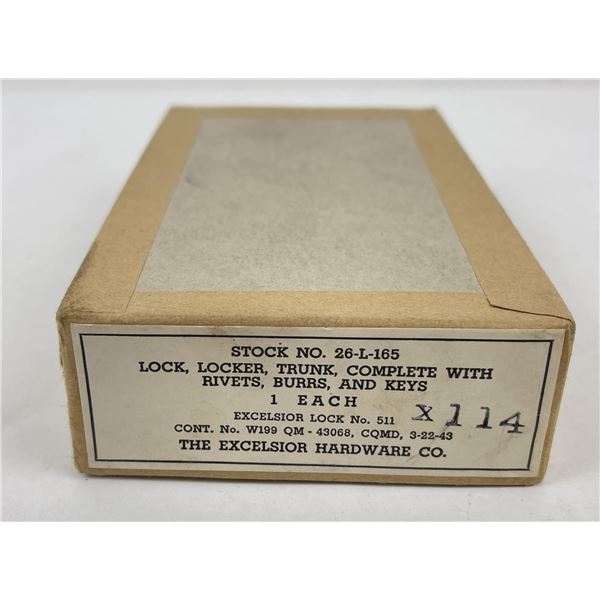 STOCK NO. 26-L-165
LOCK, LOCKER, TRUNK, COMPLETE WITH
RIVETS, BURRS, AND KEYS
1 EACH
EXCELSIOR LOCK No. 511
X114
CONT. No. W199 QM - 43068, CQMD, 3-22-43
THE EXCELSIOR HARDWARE CO.